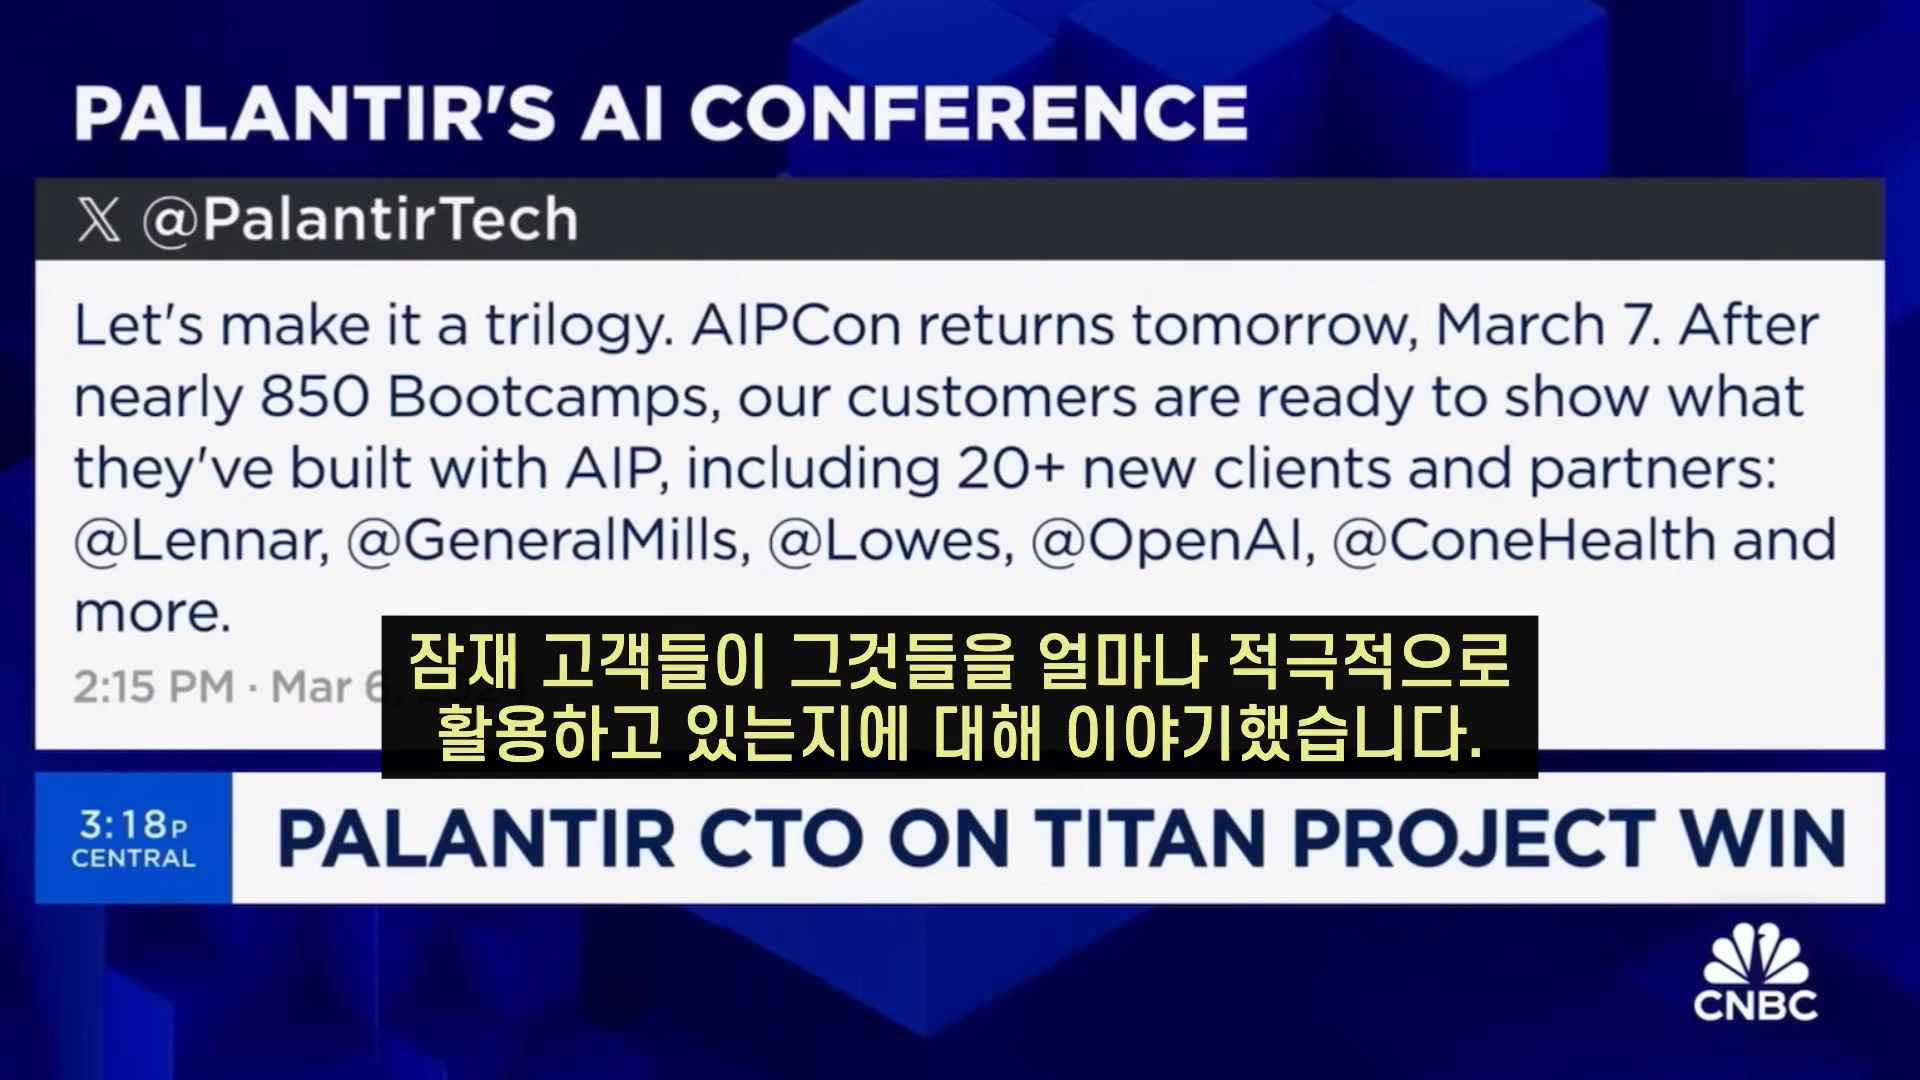 PALANTIR'S AI CONFERENCE
𝕏 @PalantirTech
Let's make it a trilogy. AIPCon returns tomorrow, March 7. After
nearly 850 Bootcamps, our customers are ready to show what
they've built with AIP, including 20+ new clients and partners:
@Lennar, @GeneralMills, @Lowes, @OpenAI, @ConeHealth and
more.
2:15 PM · Mar 6,
잠재 고객들이 그것들을 얼마나 적극적으로
활용하고 있는지에 대해 이야기했습니다.
3:18P
CENTRAL
PALANTIR CTO ON TITAN PROJECT WIN
CNBC